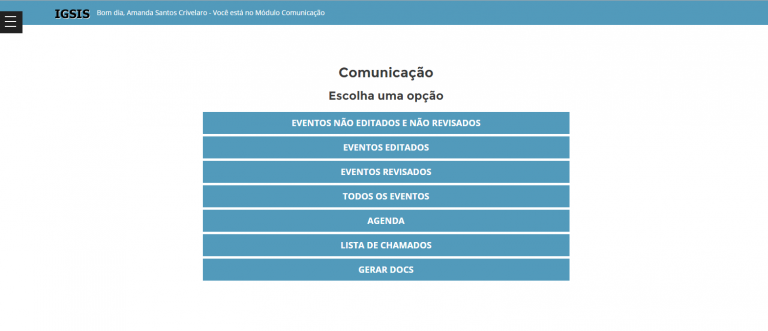 IGSIS Bom dia, Amanda Santos Crivelaro - Você está no Módulo Comunicação
Comunicação
Escolha uma opção
EVENTOS NÃO EDITADOS E NÃO REVISADOS
EVENTOS EDITADOS
EVENTOS REVISADOS
TODOS OS EVENTOS
AGENDA
LISTA DE CHAMADOS
GERAR DOCS